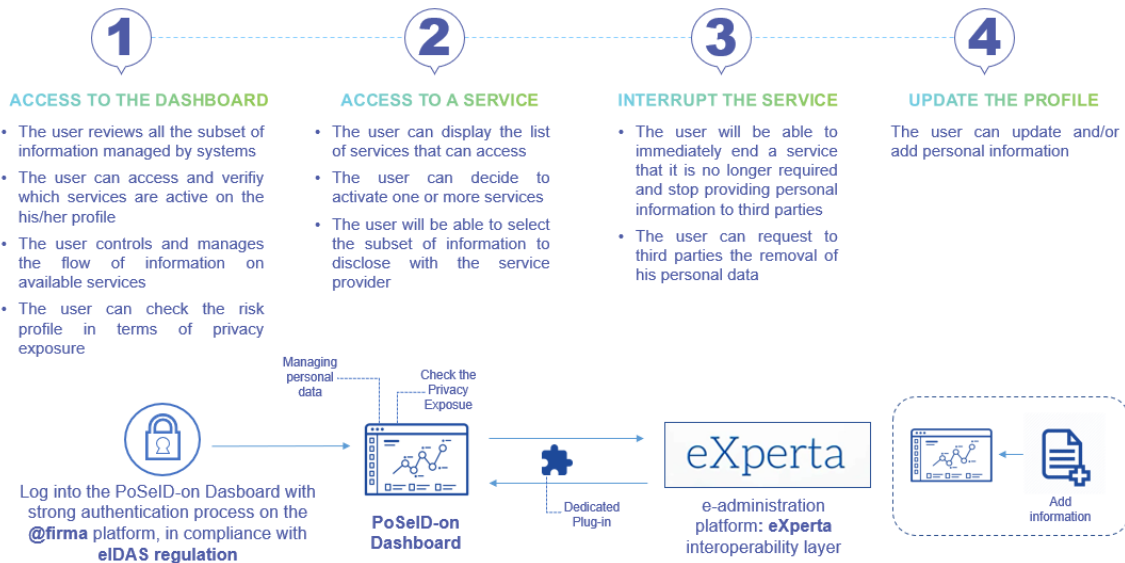 1
2
3
4
ACCESS TO THE DASHBOARD
• The user reviews all the subset of
information managed by systems
• The user can access and verifiy
which services are active on the
his/her profile
• The user controls and manages
the flow of information on
available services
• The user can check the risk
profile in terms of privacy
exposure
ACCESS TO A SERVICE
• The user can display the list
of services that can access
• The user can decide to
activate one or more services
• The user will be able to select
the subset of information to
disclose with the service
provider
INTERRUPT THE SERVICE
• The user will be able to
immediately end a service
that it is no longer required
and stop providing personal
information to third parties
• The user can request to
third parties the removal of
his personal data
UPDATE THE PROFILE
The user can update and/or
add personal information
Managing
personal
data
Check the
Privacy
Exposue
Log into the PoSeID-on Dasboard with
strong authentication process on the
@firma platform, in compliance with
eIDAS regulation
PoSeID-on
Dashboard
Dedicated
Plug-in
eXperta
e-administration
platform: eXperta
interoperability layer
Add
information